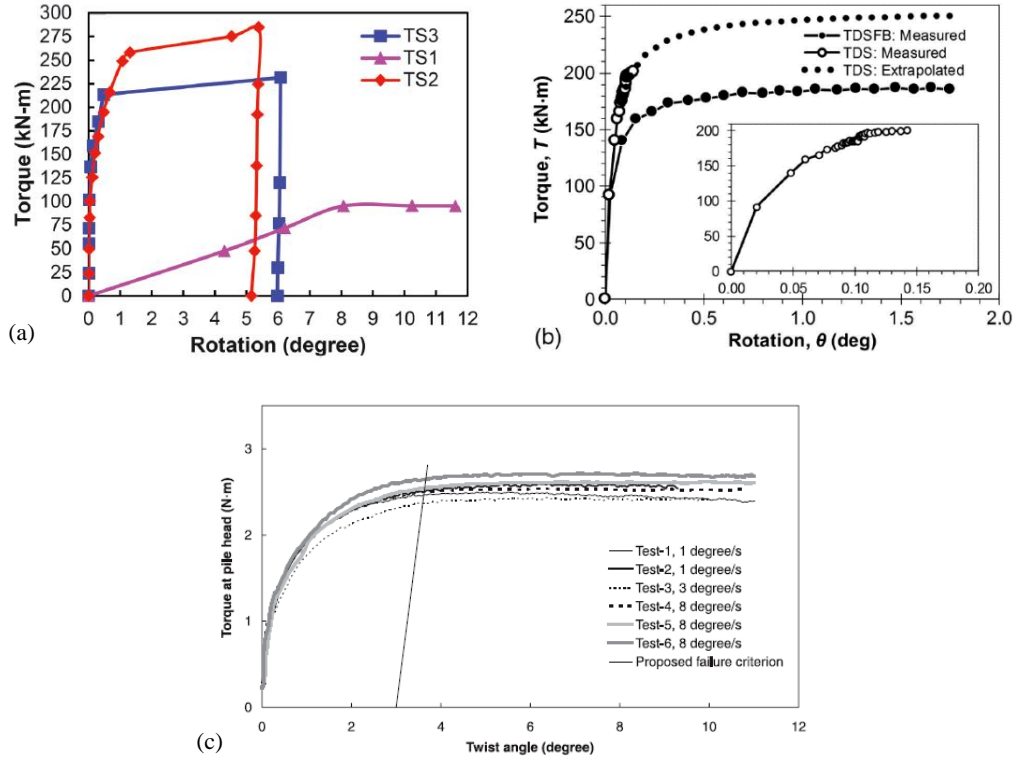 300
275
250
225
200
175
150
125
100
75
50
25
0
Torque (kN-m)
TS3
TS1
TS2
0 1 2 3 4 5 6 7 8 9 10 11 12
Rotation (degree)
(a)
250
200
150
100
50
0
Torque, T (kN·m)
TDSFB: Measured
TDS: Measured
TDS: Extrapolated
200
150
100
50
0
0.00 0.05 0.10 0.15 0.20
0.0 0.5 1.0 1.5 2.0
Rotation, θ (deg)
(b)
3
2
1
0
Torque at pile head (N·m)
Test-1, 1 degree/s
Test-2, 1 degree/s
Test-3, 3 degree/s
Test-4, 8 degree/s
Test-5, 8 degree/s
Test-6, 8 degree/s
Proposed failure criterion
0 2 4 6 8 10 12
Twist angle (degree)
(c)